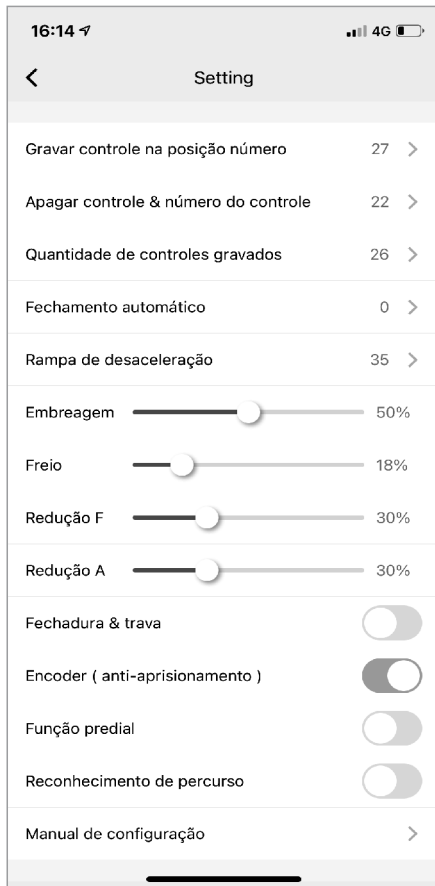 16:14
4G
Setting
Gravar controle na posição número 27
Apagar controle & número do controle 22
Quantidade de controles gravados 26
Fechamento automático 0
Rampa de desaceleração 35
Embreagem 50%
Freio 18%
Redução F 30%
Redução A 30%
Fechadura & trava
Encoder ( anti-aprisionamento )
Função predial
Reconhecimento de percurso
Manual de configuração